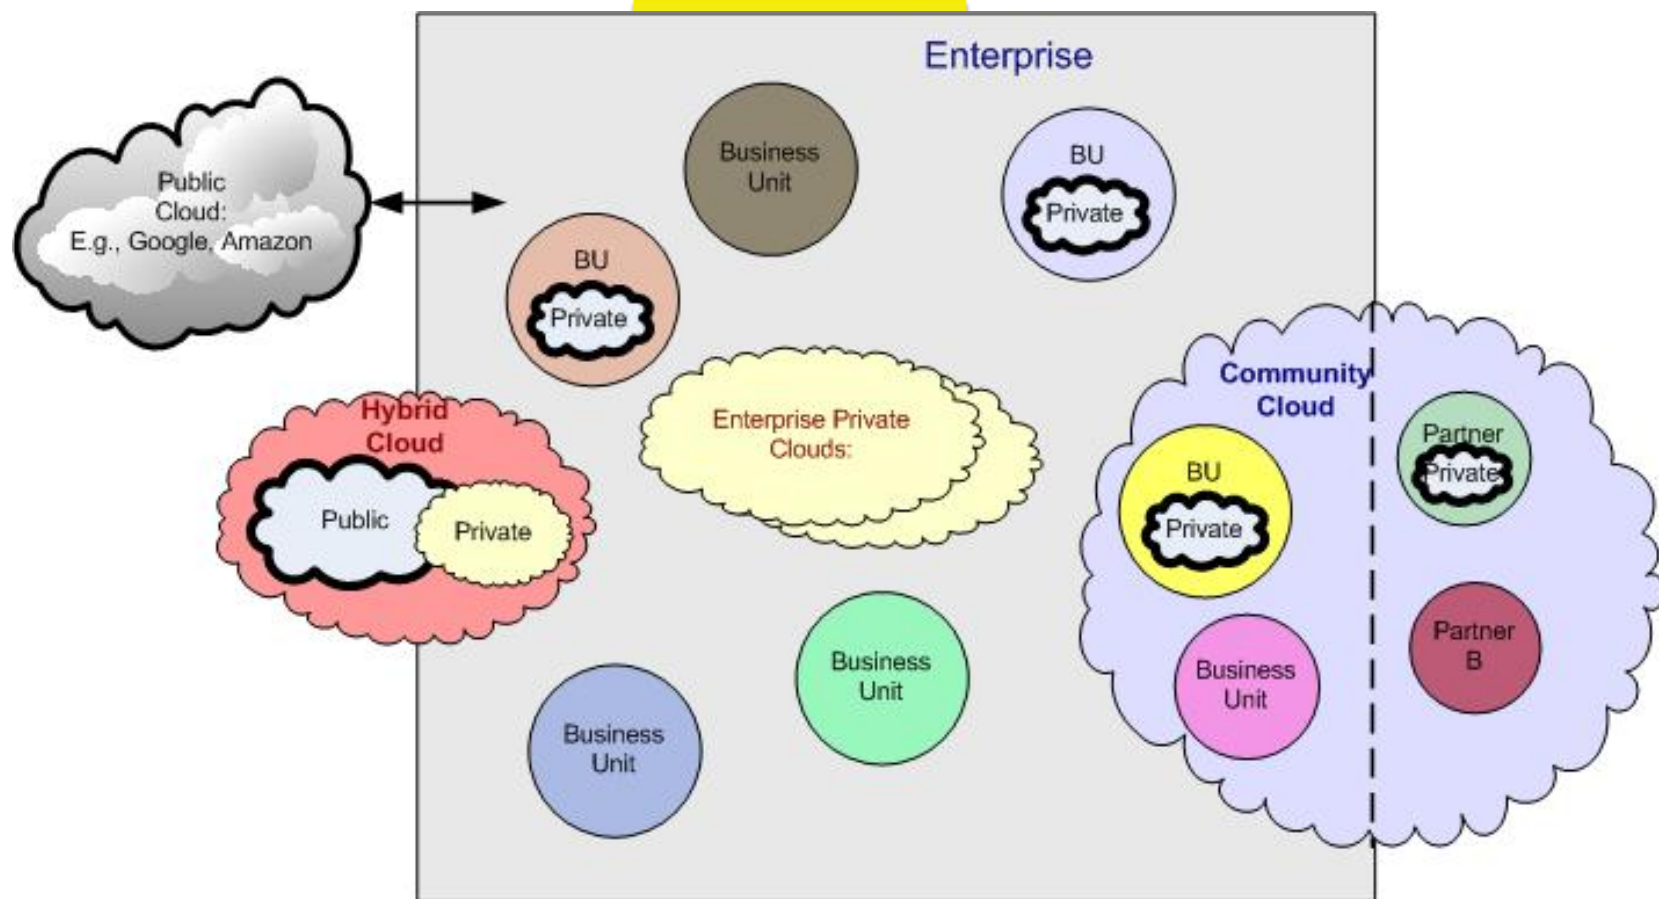 Enterprise
Public
Cloud:
E.g., Google, Amazon
Business
Unit
BU
Private
BU
Private
Hybrid
Cloud
Public
Private
Enterprise Private
Clouds:
Community
Cloud
BU
Private
Partner
Private
Business
Unit
Partner
B
Business
Unit
Business
Unit